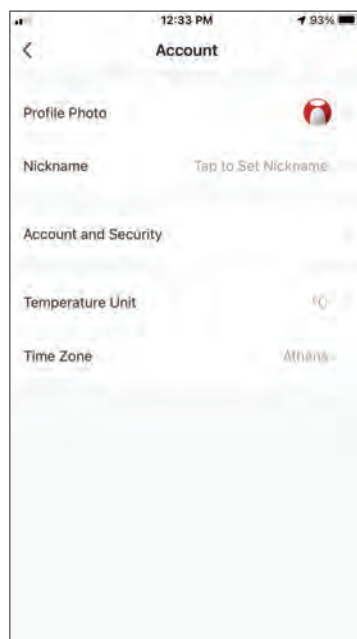 12:33 PM 93%
Account
Profile Photo
Nickname Tap to Set Nickname
Account and Security
Temperature Unit °C
Time Zone Athens